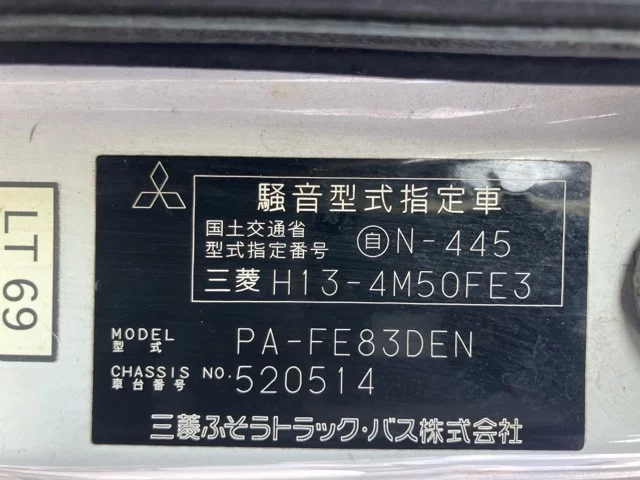 騒音型式指定車
国土交通省
型式指定番号 自N-445
三菱 H13-4M50FE3
MODEL
型式 PA-FE83DEN
CHASSIS NO.
車台番号 520514
三菱ふそうトラック・バス株式会社
LT 69